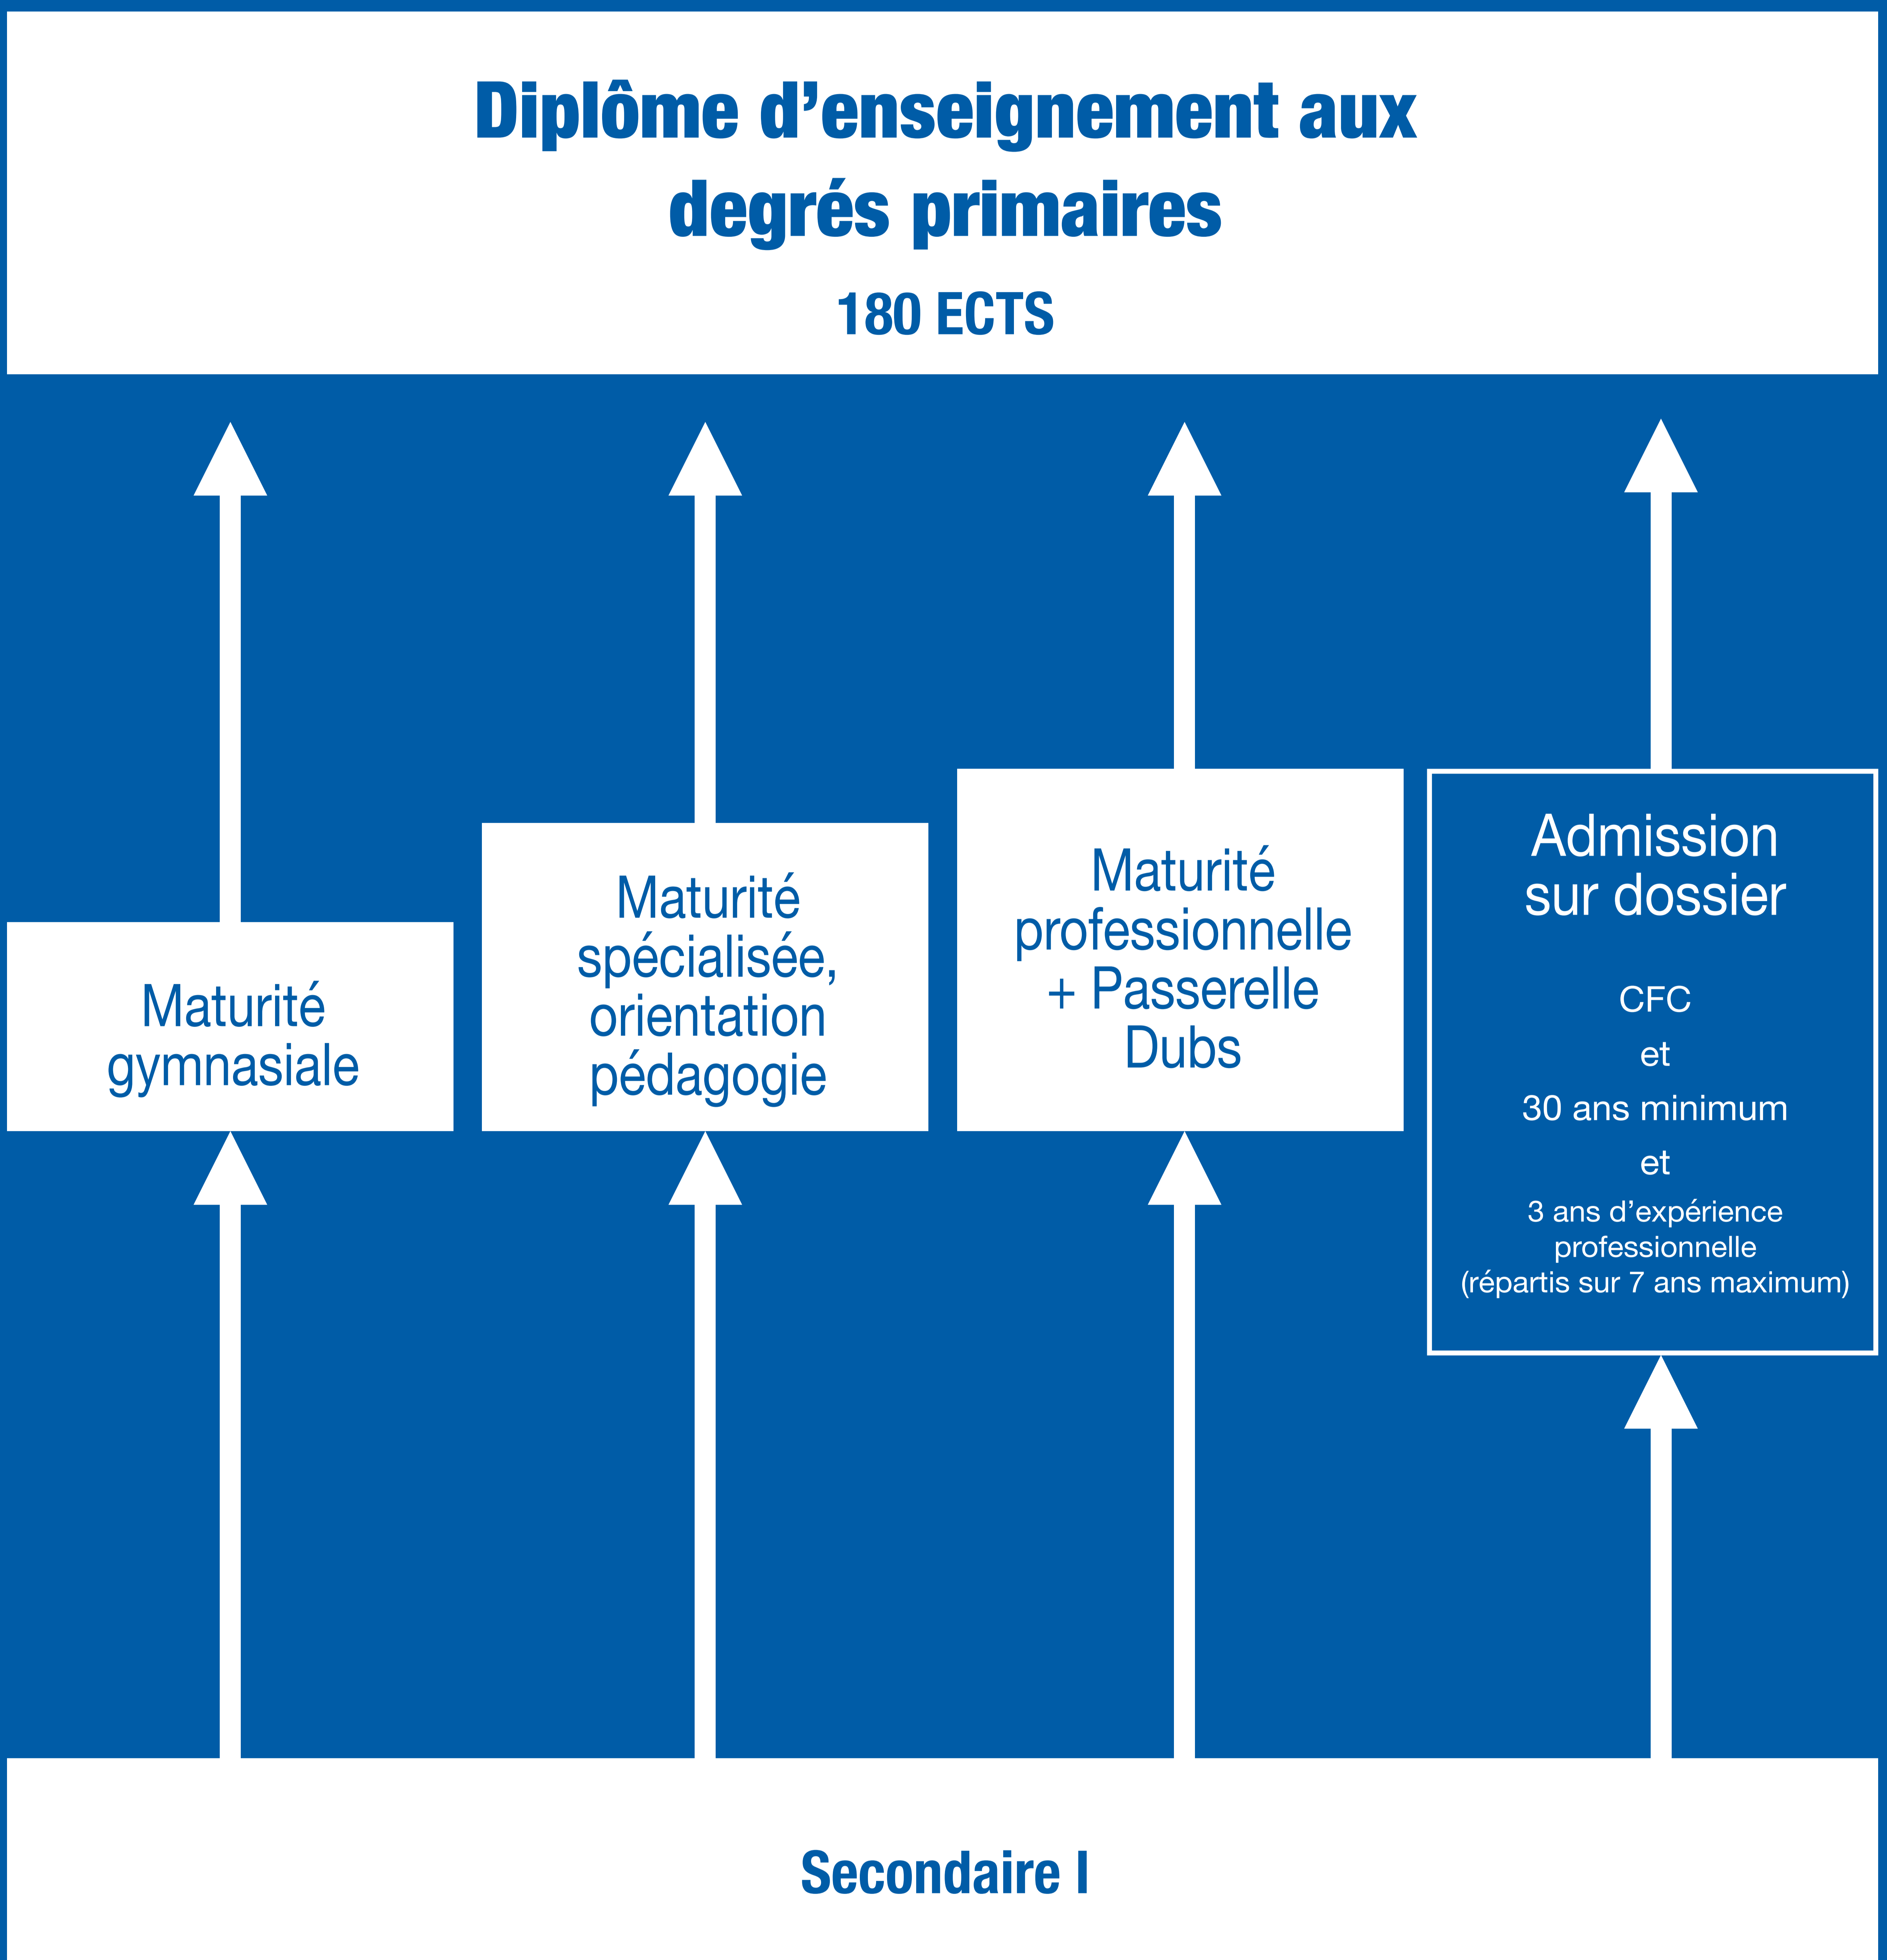 Diplôme d’enseignement aux
degrés primaires
180 ECTS
Maturité
gymnasiale
Maturité
spécialisée,
orientation
pédagogie
Maturité
professionnelle
+ Passerelle
Dubs
Admission
sur dossier
CFC
et
30 ans minimum
et
3 ans d’expérience
professionnelle
(répartis sur 7 ans maximum)
Secondaire I